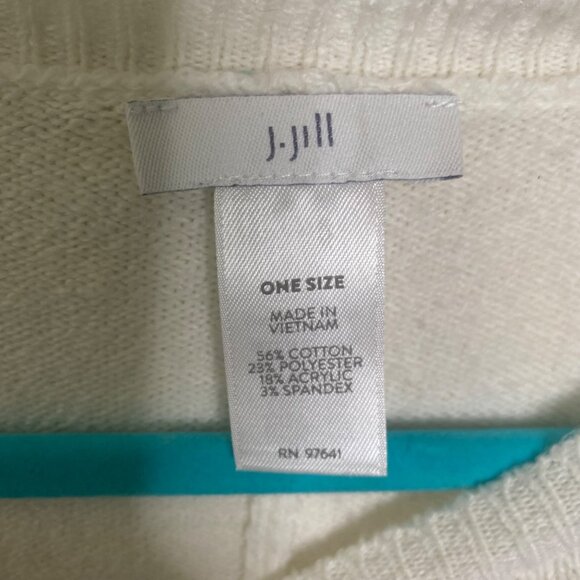 J.Jill
ONE SIZE
MADE IN
VIETNAM
56% COTTON
23% POLYESTER
18% ACRYLIC
3% SPANDEX
RN 97641